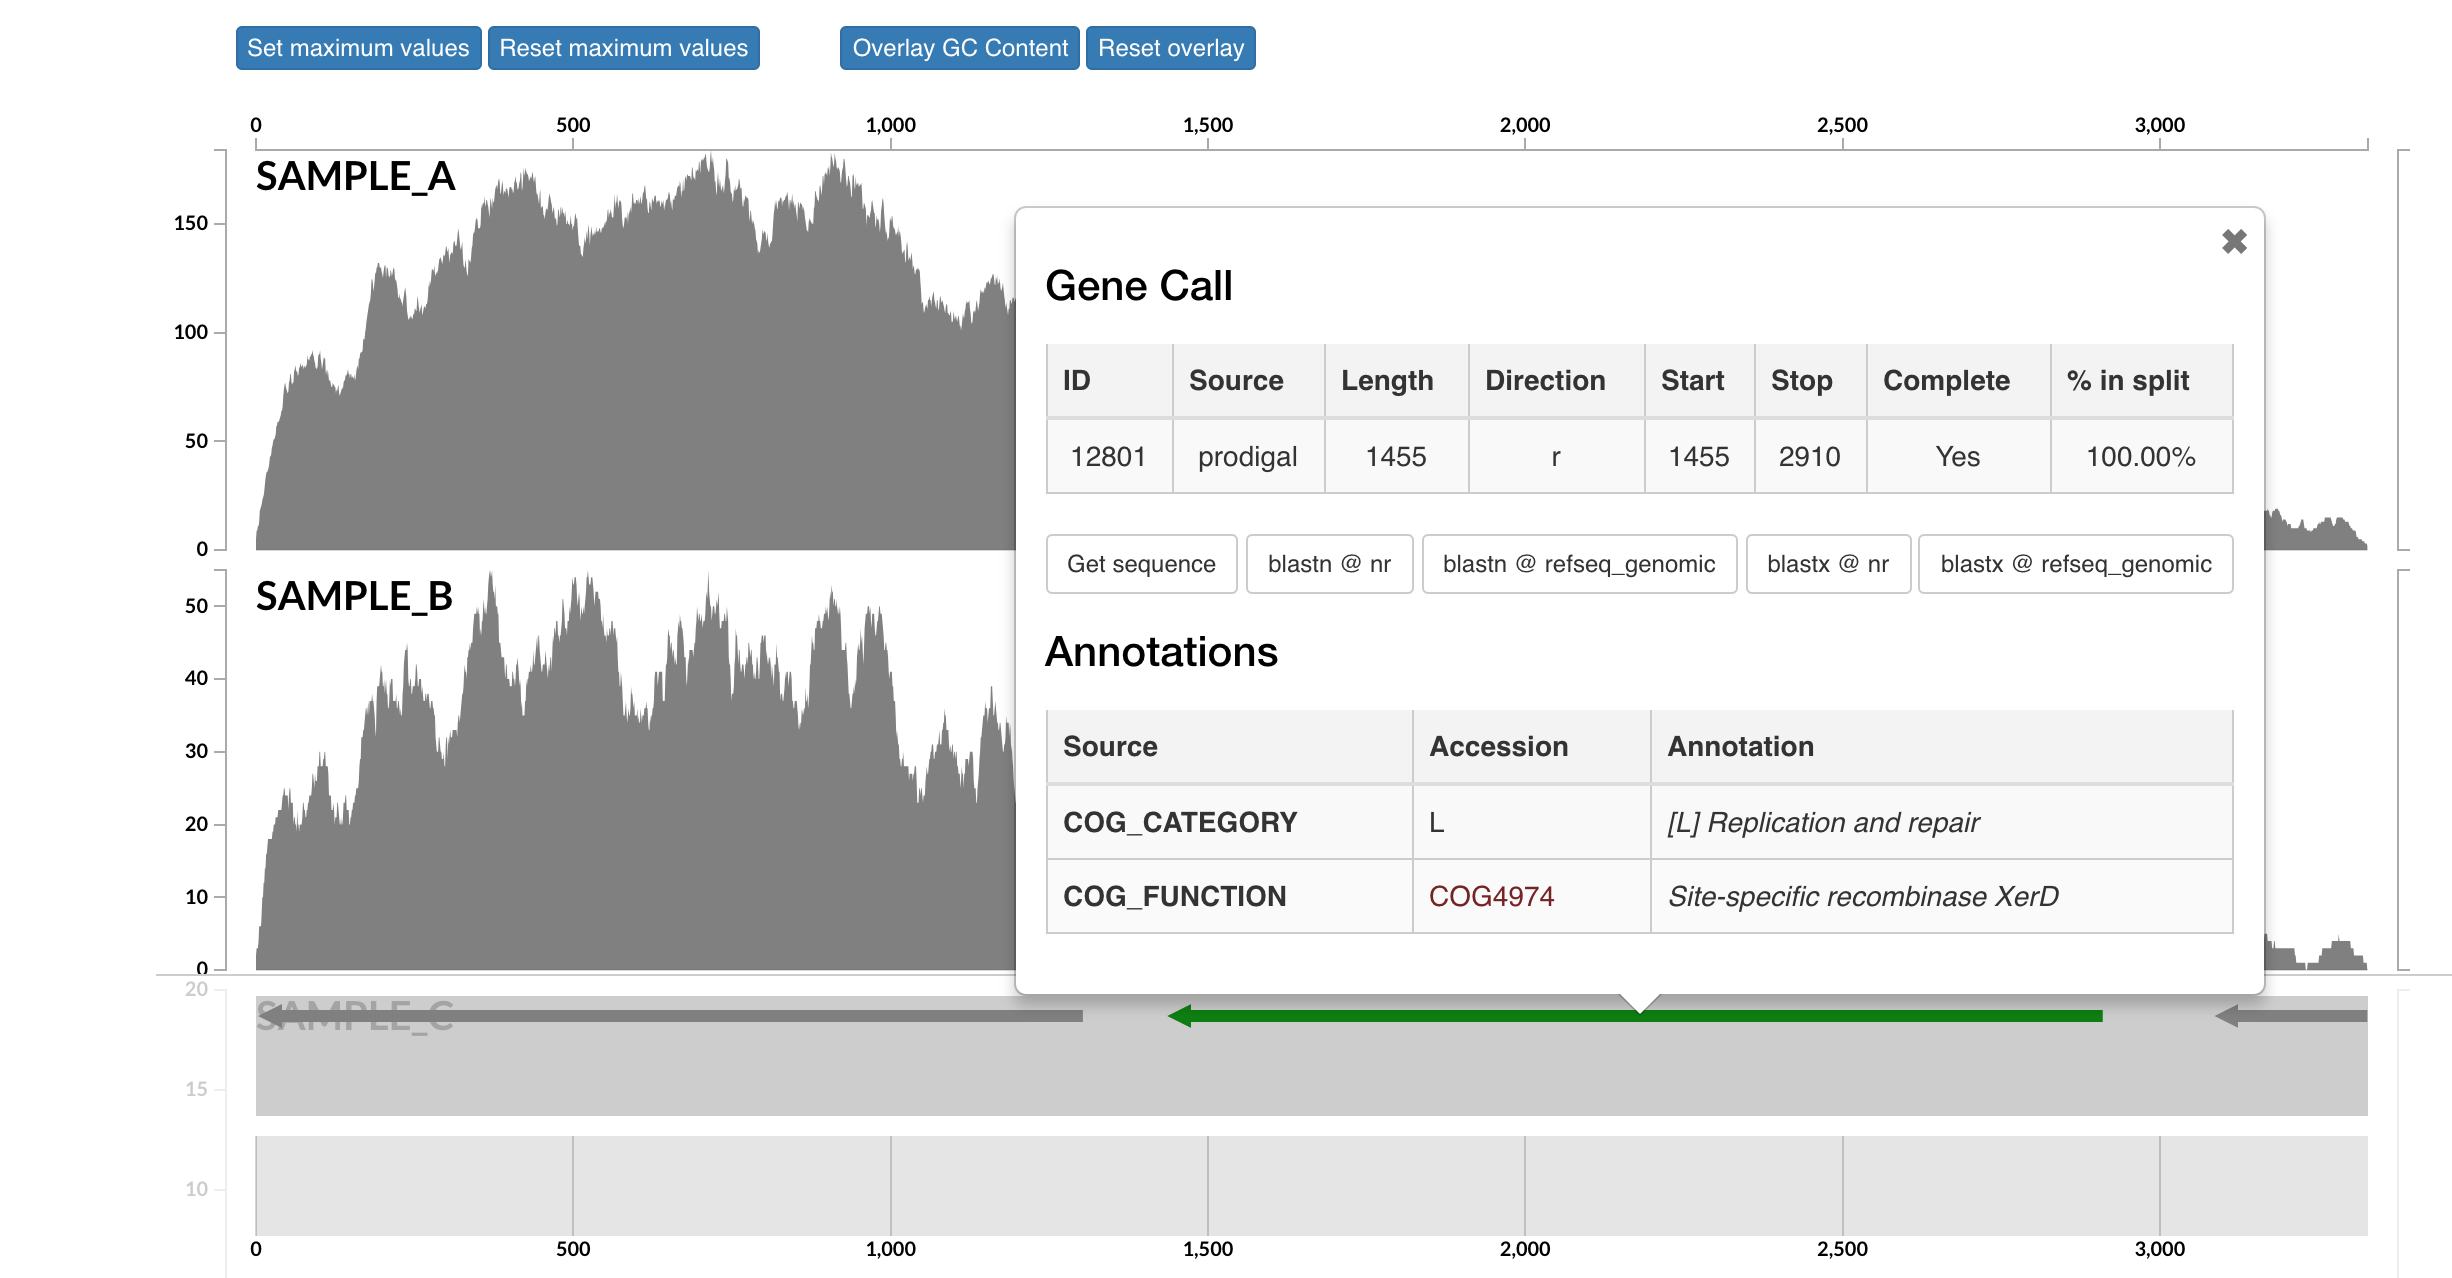 Set maximum values Reset maximum values Overlay GC Content Reset overlay
0 500 1,000 1,500 2,000 2,500 3,000
SAMPLE_A
150
100
50
0
Gene Call
ID Source Length Direction Start Stop Complete % in split
12801 prodigal 1455 r 1455 2910 Yes 100.00%
Get sequence blastn @ nr blastn @ refseq_genomic blastx @ nr blastx @ refseq_genomic
Annotations
Source Accession Annotation
COG_CATEGORY L [L] Replication and repair
COG_FUNCTION COG4974 Site-specific recombinase XerD
SAMPLE_B
50
40
30
20
10
0
20
SAMPLE_C
15
10
0 500 1,000 1,500 2,000 2,500 3,000